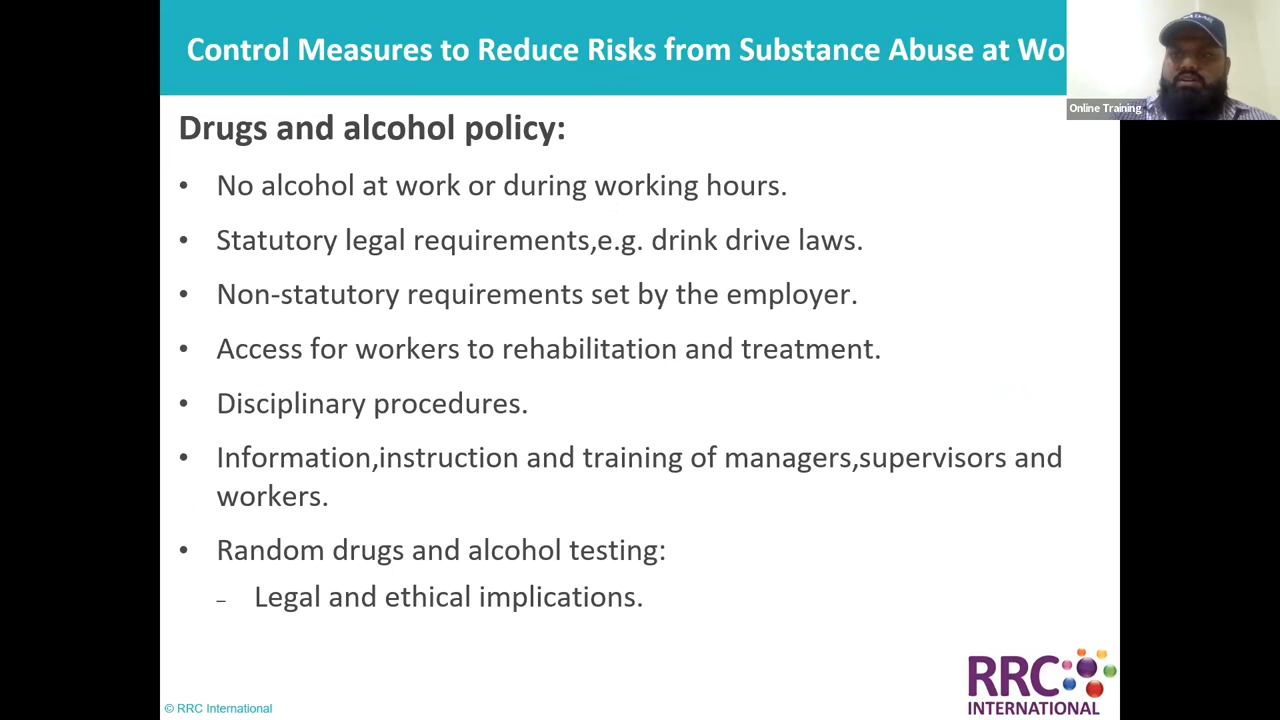 Control Measures to Reduce Risks from Substance Abuse at Wo
Online Training
Drugs and alcohol policy:
• No alcohol at work or during working hours.
• Statutory legal requirements,e.g. drink drive laws.
• Non-statutory requirements set by the employer.
• Access for workers to rehabilitation and treatment.
• Disciplinary procedures.
• Information,instruction and training of managers,supervisors and
workers.
• Random drugs and alcohol testing:
– Legal and ethical implications.
RRC
INTERNATIONAL
© RRC International